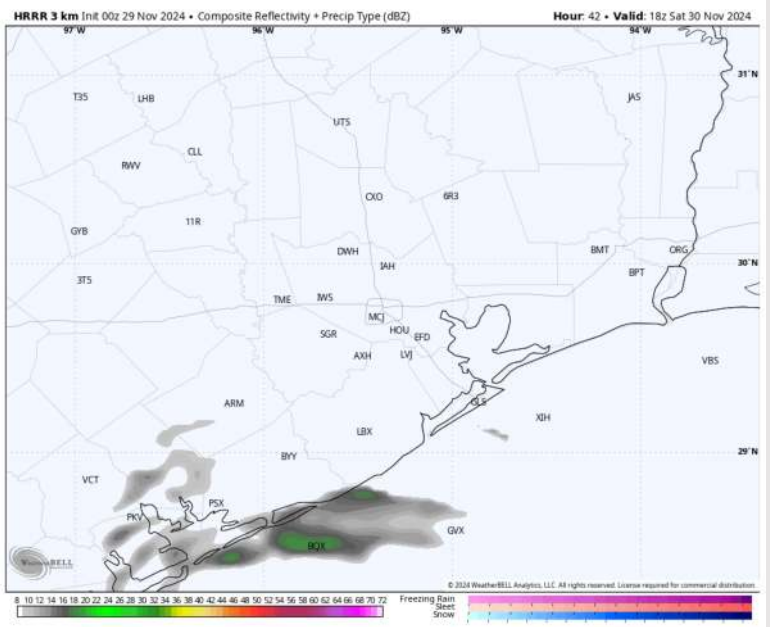 HRRR 3 km Init 00z 29 Nov 2024 • Composite Reflectivity + Precip Type (dBZ) Hour: 42 • Valid: 18z Sat 30 Nov 2024
97°W 96°W 95°W 94°W
31°N
T35 LHB JAS
UTS
CLL
RWV
CXO 6R3
11R
GYB
DWH BMT ORG
IAH 30°N
BPT
3T5
TME IWS
MCJ
SGR HOU EFD
AXH LVJ VBS
ARM GLS
XIH
LBX
BYY 29°N
VCT
PSX
PKV
GVX
BQX
WEATHERBELL
© 2024 WeatherBELL Analytics, LLC. All rights reserved. License required for commercial distribution.
8 10 12 14 16 18 20 22 24 26 28 30 32 34 36 38 40 42 44 46 48 50 52 54 56 58 60 62 64 66 68 70 72
Freezing Rain
Sleet
Snow